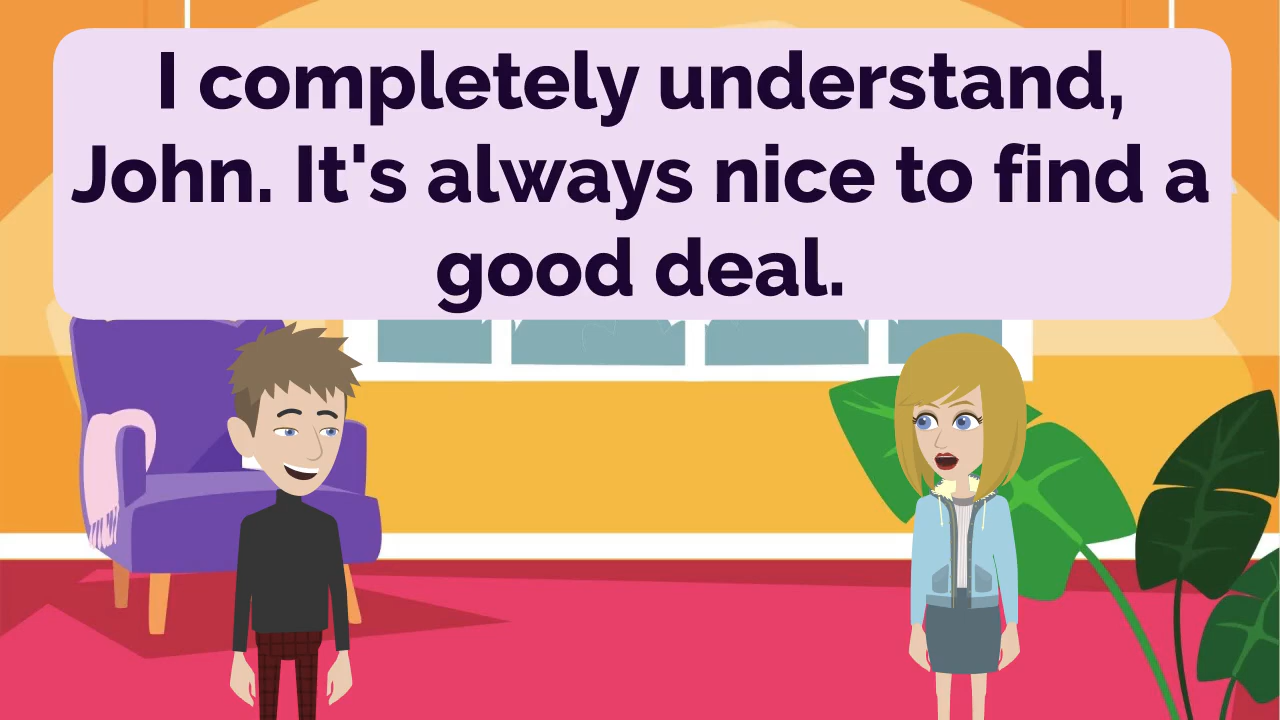 I completely understand,
John. It's always nice to find a
good deal.